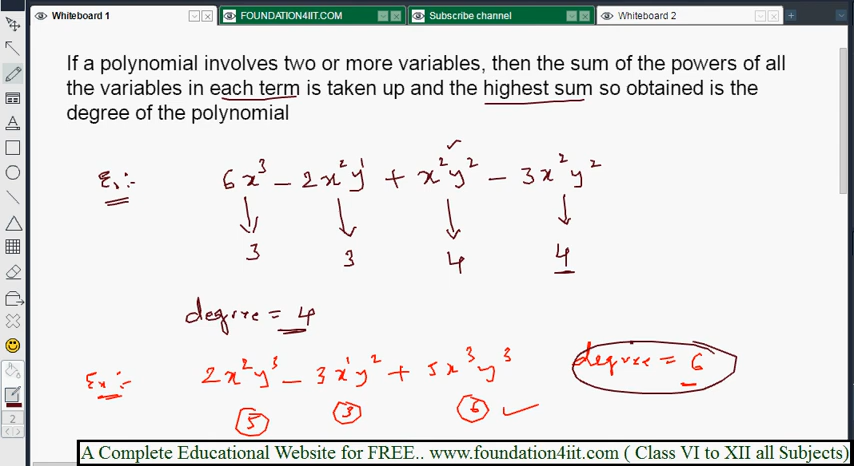 Whiteboard 1 FOUNDATION4IIT.COM Subscribe channel Whiteboard 2
If a polynomial involves two or more variables, then the sum of the powers of all
the variables in each term is taken up and the highest sum so obtained is the
degree of the polynomial
Ex:- 6x³ - 2x²y¹ + x²y² - 3x²y²
3 3 4 4
degree = 4
Ex:- 2x²y³ - 3x¹y² + 5x³y³ degree = 6
5 3 6
2
A Complete Educational Website for FREE.. www.foundation4iit.com ( Class VI to XII all Subjects)